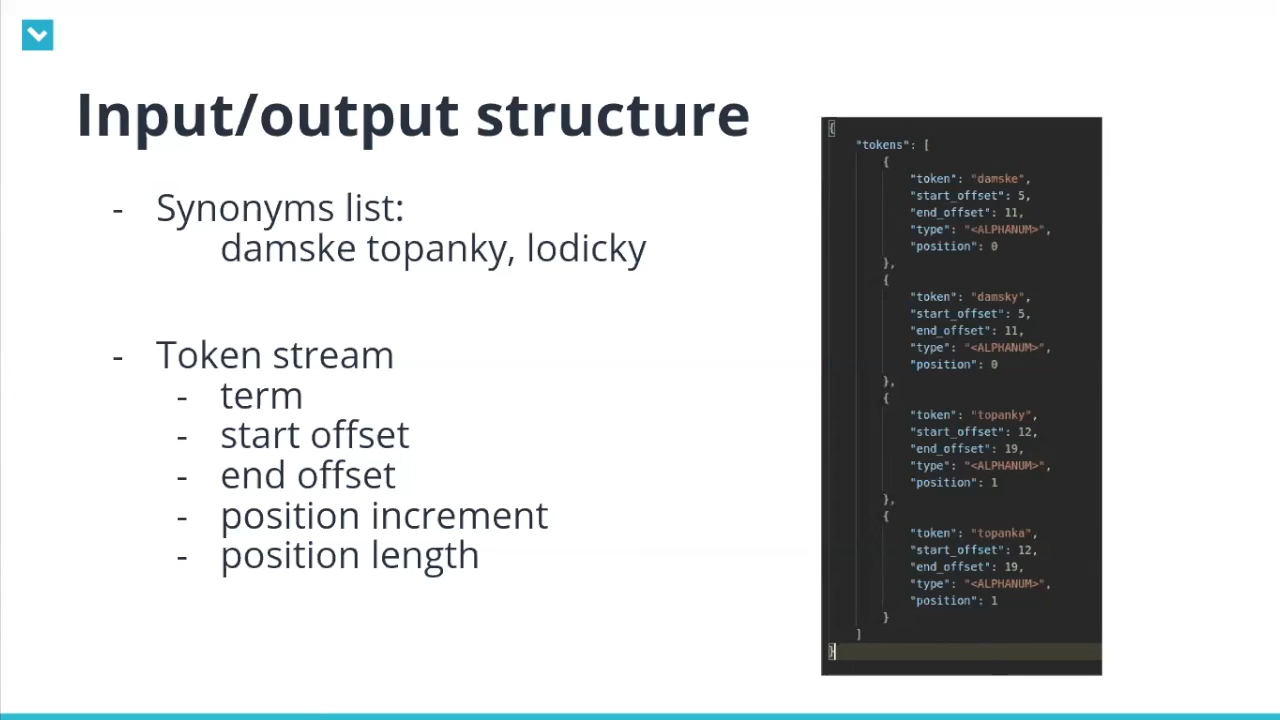 Input/output structure
- Synonyms list:
damske topanky, lodicky
- Token stream
- term
- start offset
- end offset
- position increment
- position length
{
"tokens": [
{
"token": "damske",
"start_offset": 5,
"end_offset": 11,
"type": "<ALPHANUM>",
"position": 0
},
{
"token": "damsky",
"start_offset": 5,
"end_offset": 11,
"type": "<ALPHANUM>",
"position": 0
},
{
"token": "topanky",
"start_offset": 12,
"end_offset": 19,
"type": "<ALPHANUM>",
"position": 1
},
{
"token": "topanka",
"start_offset": 12,
"end_offset": 19,
"type": "<ALPHANUM>",
"position": 1
}
]
}